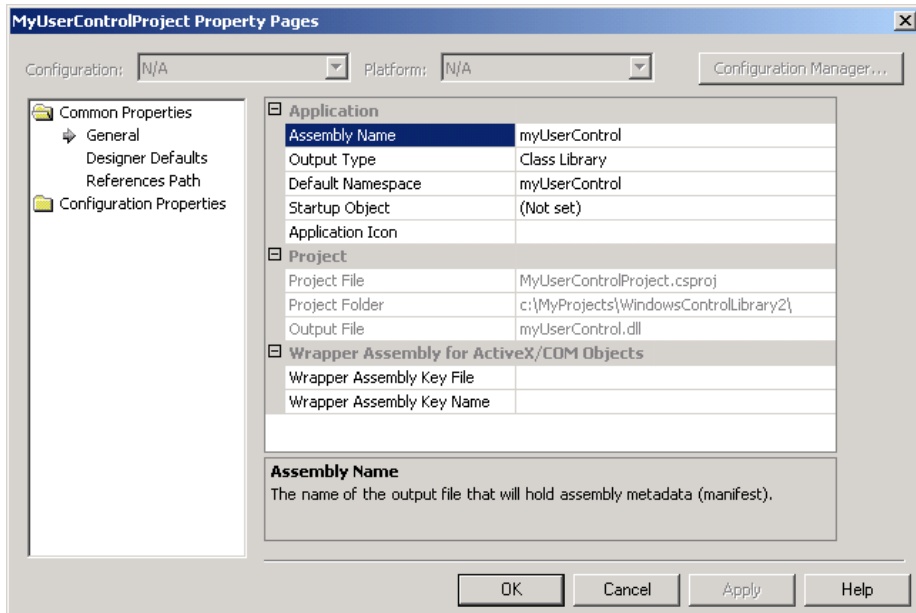 MyUserControlProject Property Pages
Configuration: N/A Platform: N/A Configuration Manager...
Common Properties
General
Designer Defaults
References Path
Configuration Properties
Application
Assembly Name myUserControl
Output Type Class Library
Default Namespace myUserControl
Startup Object (Not set)
Application Icon
Project
Project File MyUserControlProject.csproj
Project Folder c:\MyProjects\WindowsControlLibrary2\
Output File myUserControl.dll
Wrapper Assembly for ActiveX/COM Objects
Wrapper Assembly Key File
Wrapper Assembly Key Name
Assembly Name
The name of the output file that will hold assembly metadata (manifest).
OK Cancel Apply Help